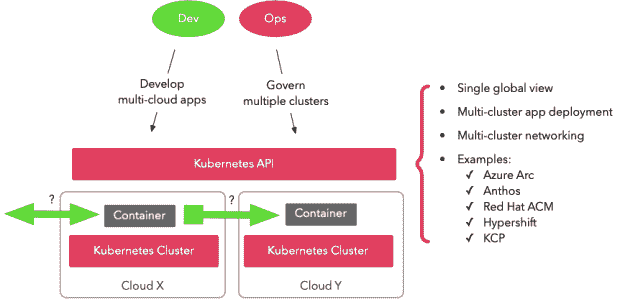 Dev
Ops
Develop
multi-cloud apps
Govern
multiple clusters
Kubernetes API
? ?
Container
Container
Kubernetes Cluster
Kubernetes Cluster
Cloud X
Cloud Y
• Single global view
• Multi-cluster app deployment
• Multi-cluster networking
• Examples:
✓ Azure Arc
✓ Anthos
✓ Red Hat ACM
✓ Hypershift
✓ KCP